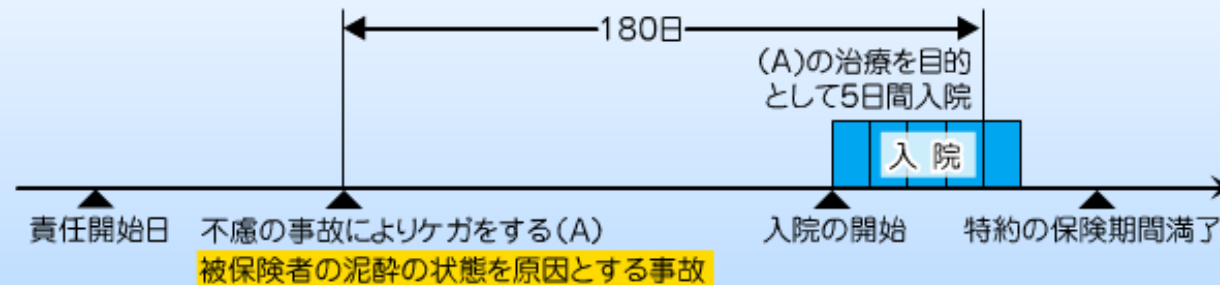 180日
(A)の治療を目的
として5日間入院
入院
責任開始日
不慮の事故によりケガをする(A)
被保険者の泥酔の状態を原因とする事故
入院の開始
特約の保険期間満了